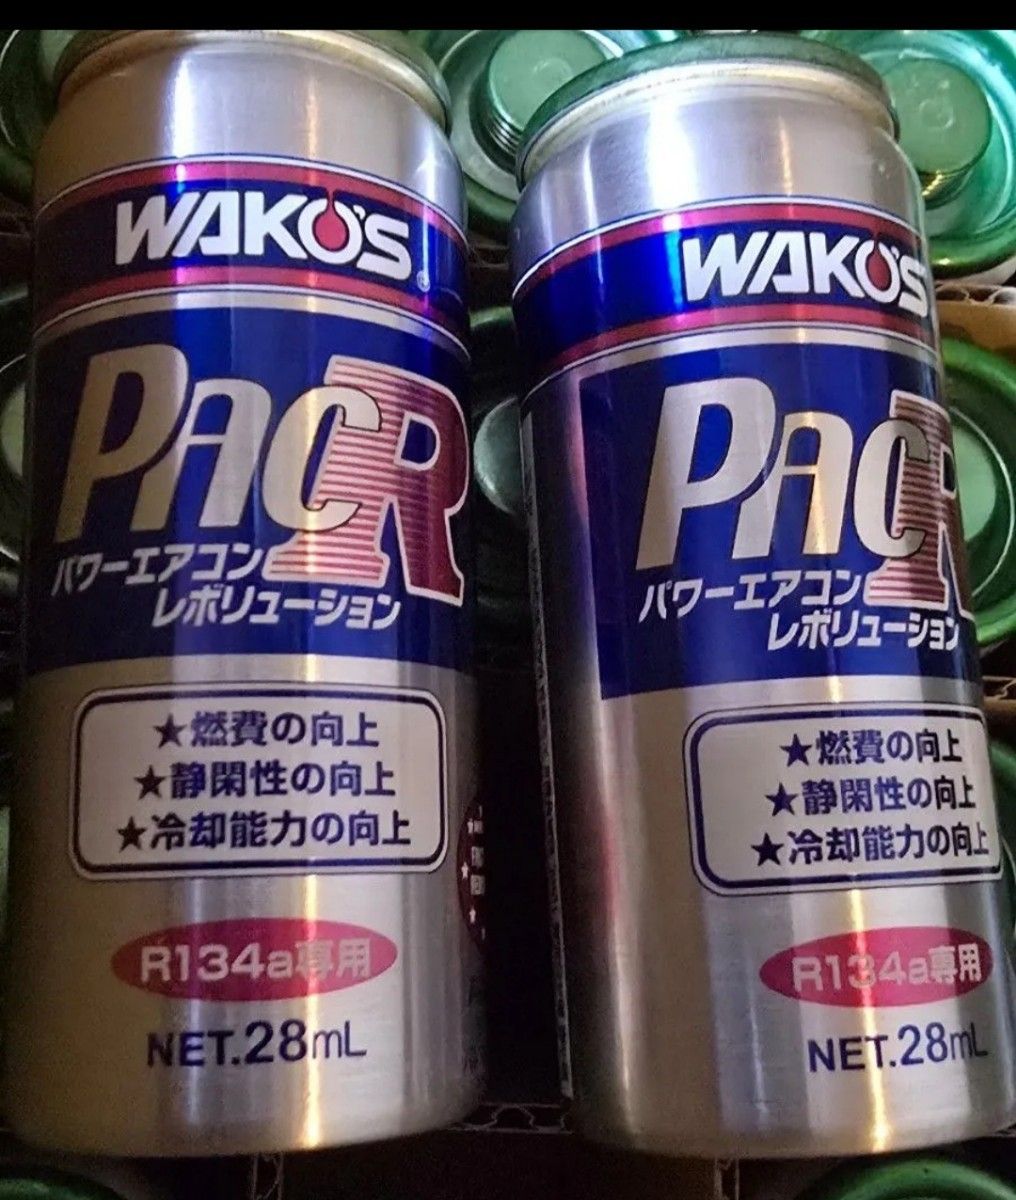 WAKO'S®
PACR
パワーエアコン
レボリューション
★燃費の向上
★静閑性の向上
★冷却能力の向上
R134a専用
NET.28mL
WAKO'S
PACR
パワーエアコン
レボリューション
★燃費の向上
★静閑性の向上
★冷却能力の向上
R134a専用
NET.28mL